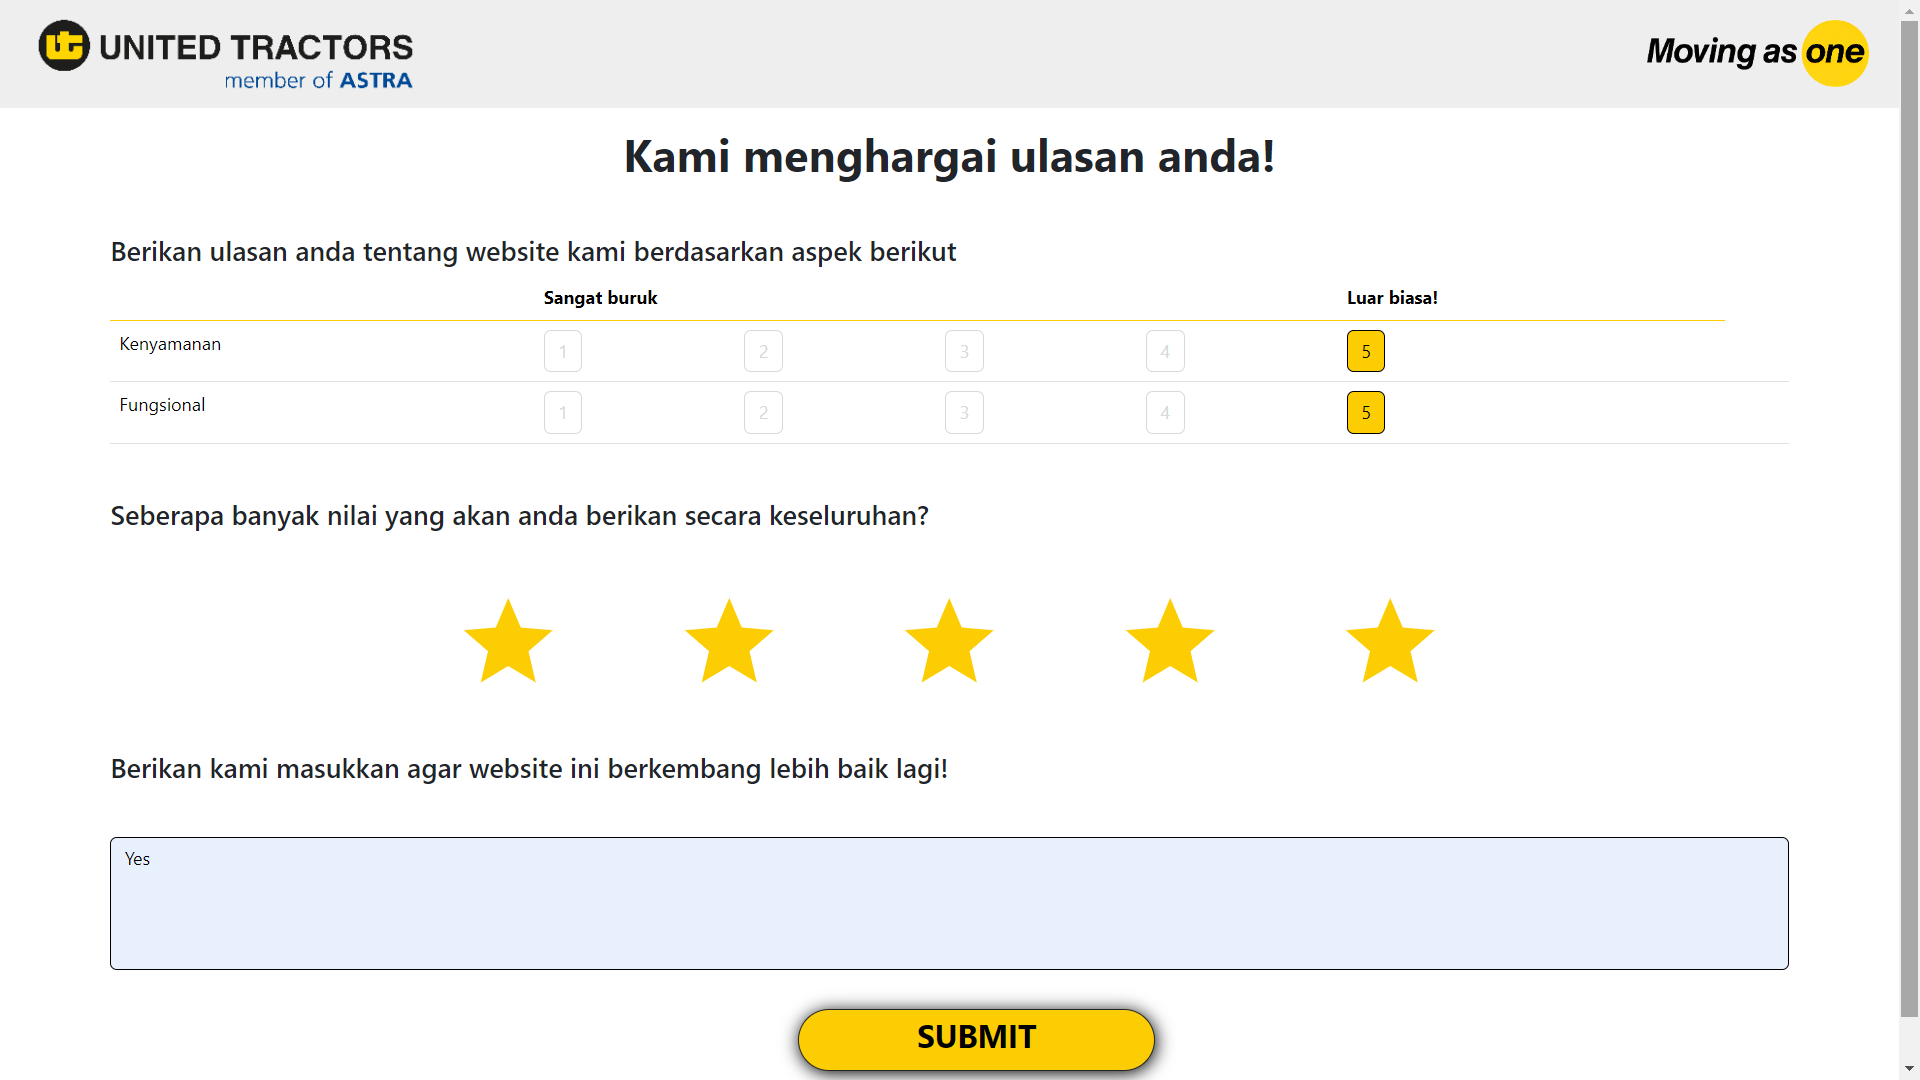 UNITED TRACTORS
member of ASTRA
Moving as one
Kami menghargai ulasan anda!
Berikan ulasan anda tentang website kami berdasarkan aspek berikut
Sangat buruk Luar biasa!
Kenyamanan 1 2 3 4 5
Fungsional 1 2 3 4 5
Seberapa banyak nilai yang akan anda berikan secara keseluruhan?
Berikan kami masukkan agar website ini berkembang lebih baik lagi!
Yes
SUBMIT